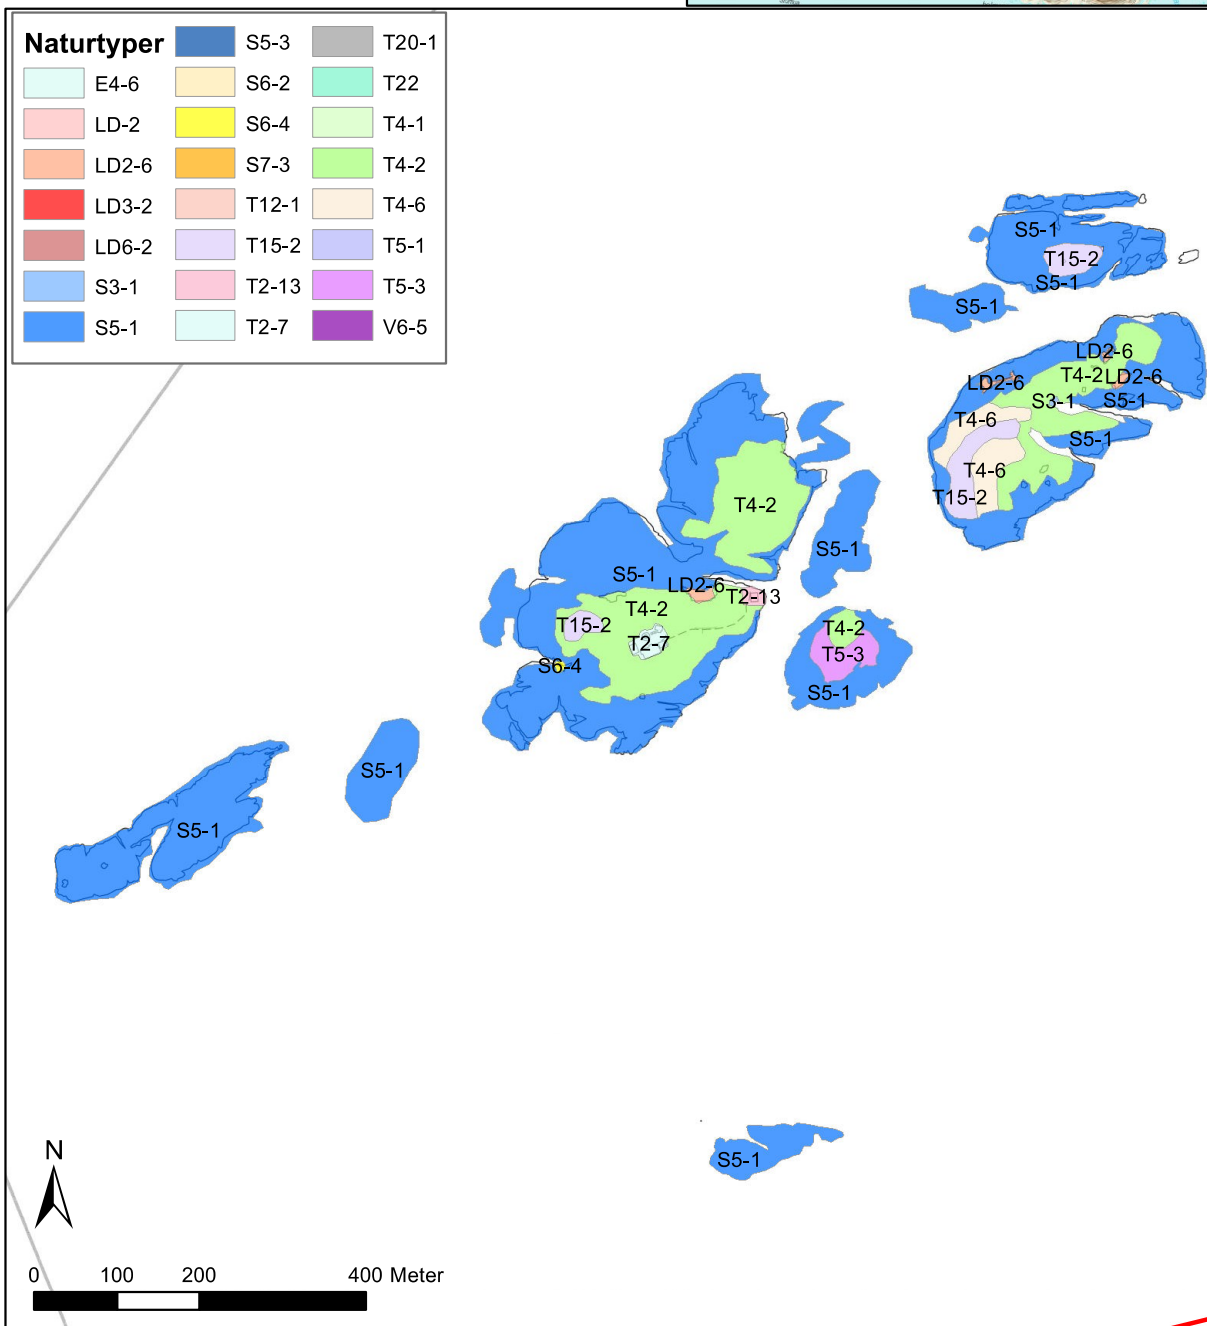 Naturtyper
E4-6
LD-2
LD2-6
LD3-2
LD6-2
S3-1
S5-1
S5-3
S6-2
S6-4
S7-3
T12-1
T15-2
T2-13
T2-7
T20-1
T22
T4-1
T4-2
T4-6
T5-1
T5-3
V6-5
S5-1
T15-2
S5-1
S5-1
LD2-6
LD2-6
T4-2
LD2-6
S3-1
S5-1
T4-6
S5-1
T4-6
T15-2
T4-2
S5-1
S5-1
LD2-6
T2-13
T4-2
T15-2
T2-7
S6-4
T4-2
T5-3
S5-1
S5-1
S5-1
S5-1
N
0 100 200 400 Meter